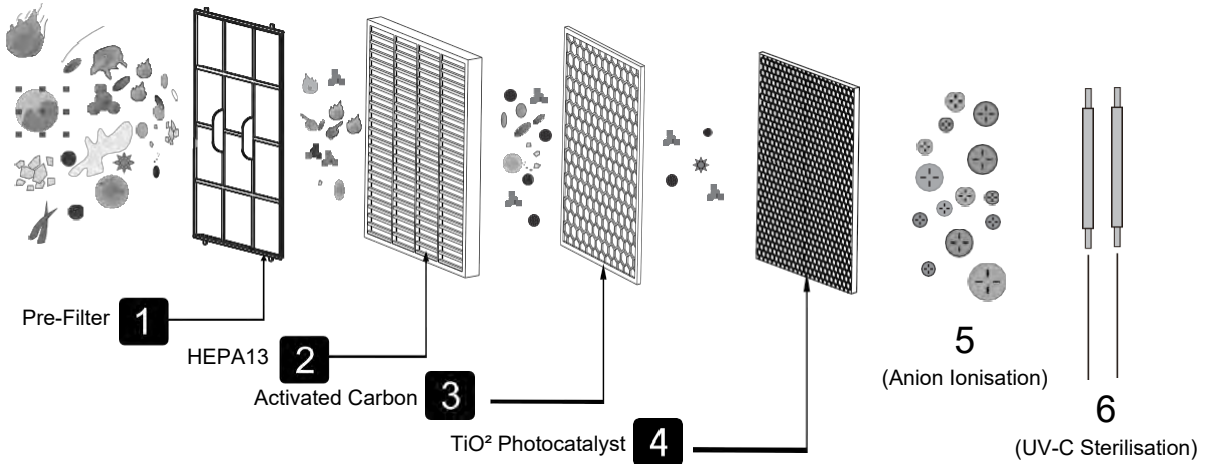 Pre-Filter 1
HEPA13 2
Activated Carbon 3
TiO² Photocatalyst 4
5
(Anion Ionisation)
6
(UV-C Sterilisation)